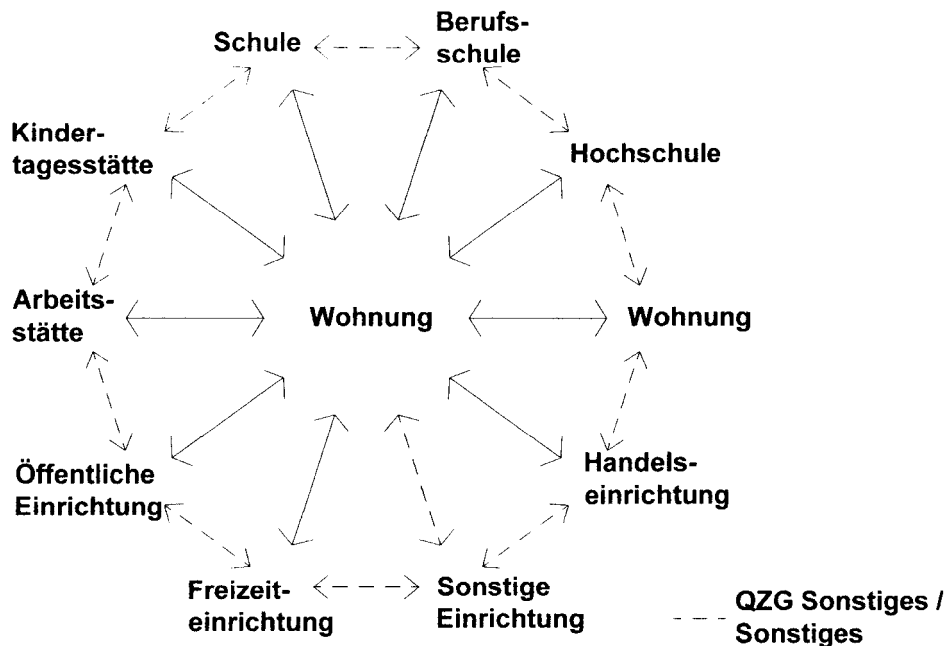 Schule
Berufs-
schule
Kinder-
tagesstätte
Hochschule
Arbeits-
stätte
Wohnung
Wohnung
Öffentliche
Einrichtung
Handels-
einrichtung
Freizeit-
einrichtung
Sonstige
Einrichtung
QZG Sonstiges /
Sonstiges